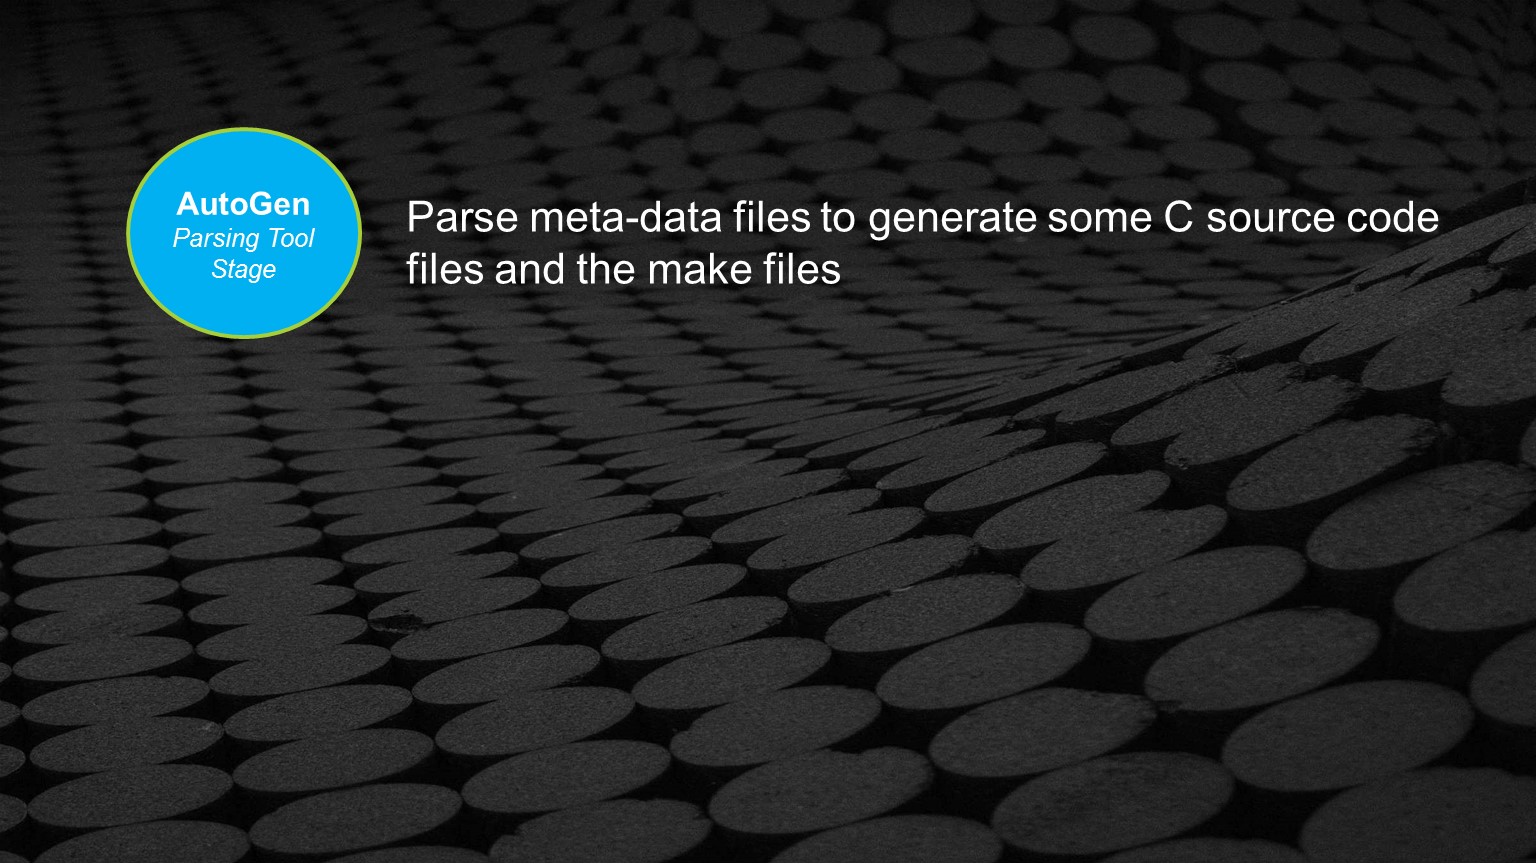 AutoGen
Parsing Tool
Stage
Parse meta-data files to generate some C source code
files and the make files